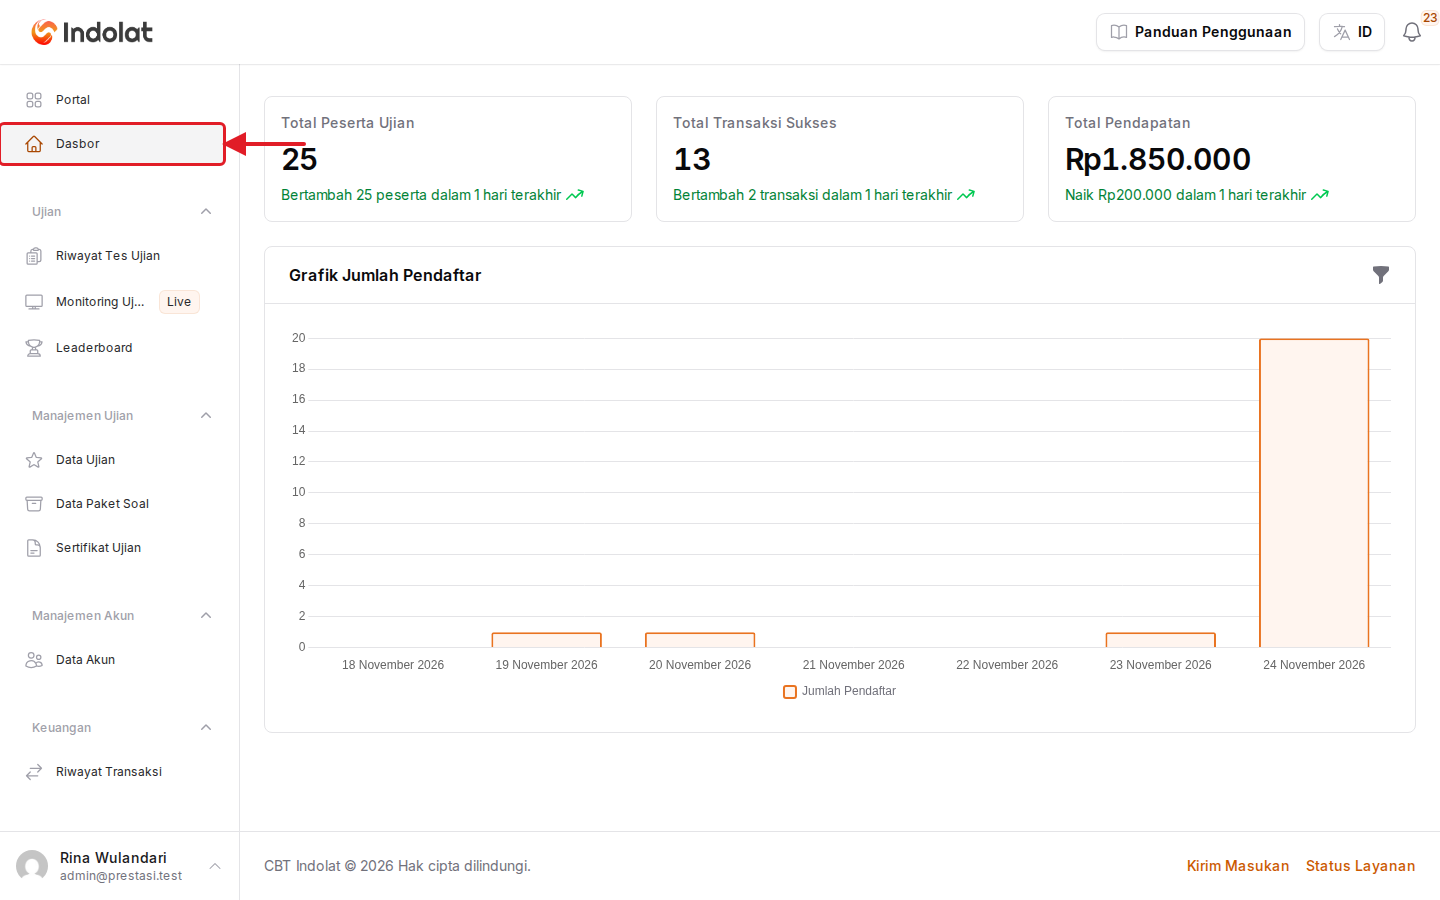 Indolat
Panduan Penggunaan
ID
23
Portal
Dasbor
Ujian
Riwayat Tes Ujian
Monitoring Uj...
Live
Leaderboard
Manajemen Ujian
Data Ujian
Data Paket Soal
Sertifikat Ujian
Manajemen Akun
Data Akun
Keuangan
Riwayat Transaksi
Rina Wulandari
admin@prestasi.test
Total Peserta Ujian
25
Bertambah 25 peserta dalam 1 hari terakhir
Total Transaksi Sukses
13
Bertambah 2 transaksi dalam 1 hari terakhir
Total Pendapatan
Rp1.850.000
Naik Rp200.000 dalam 1 hari terakhir
Grafik Jumlah Pendaftar
20
18
16
14
12
10
8
6
4
2
0
18 November 2026
19 November 2026
20 November 2026
21 November 2026
22 November 2026
23 November 2026
24 November 2026
Jumlah Pendaftar
CBT Indolat © 2026 Hak cipta dilindungi.
Kirim Masukan
Status Layanan